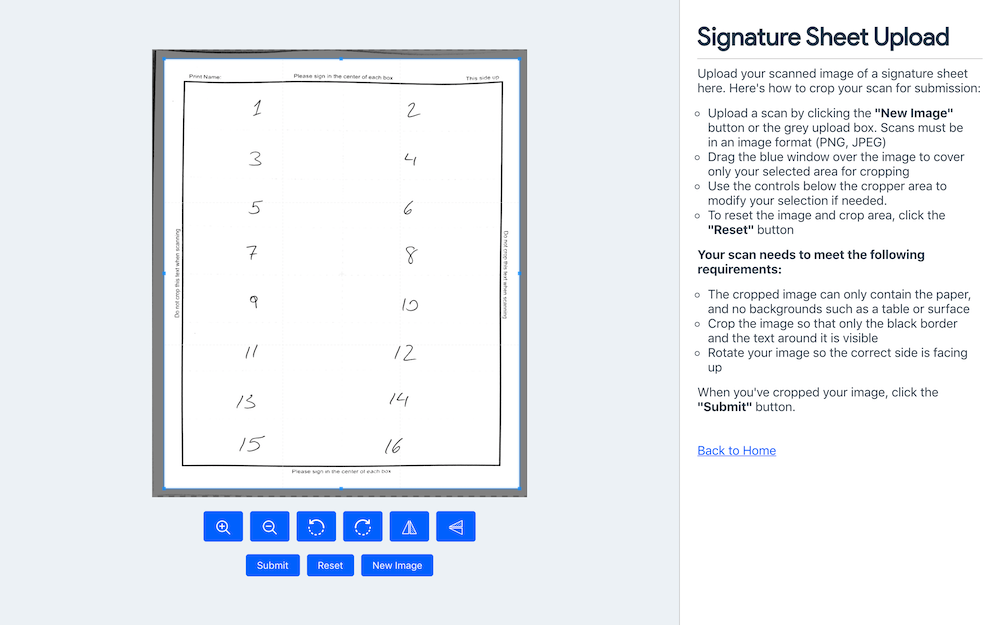 Print Name: Please sign in the center of each box This side up
1 2
3 4
5 6
7 8
9 10
11 12
13 14
15 16
Do not crop this text when scanning
Do not crop this text when scanning
Please sign in the center of each box
Submit Reset New Image
Signature Sheet Upload
Upload your scanned image of a signature sheet
here. Here's how to crop your scan for submission:
Upload a scan by clicking the "New Image"
button or the grey upload box. Scans must be
in an image format (PNG, JPEG)
Drag the blue window over the image to cover
only your selected area for cropping
Use the controls below the cropper area to
modify your selection if needed.
To reset the image and crop area, click the
"Reset" button
Your scan needs to meet the following
requirements:
The cropped image can only contain the paper,
and no backgrounds such as a table or surface
Crop the image so that only the black border
and the text around it is visible
Rotate your image so the correct side is facing
up
When you've cropped your image, click the
"Submit" button.
Back to Home